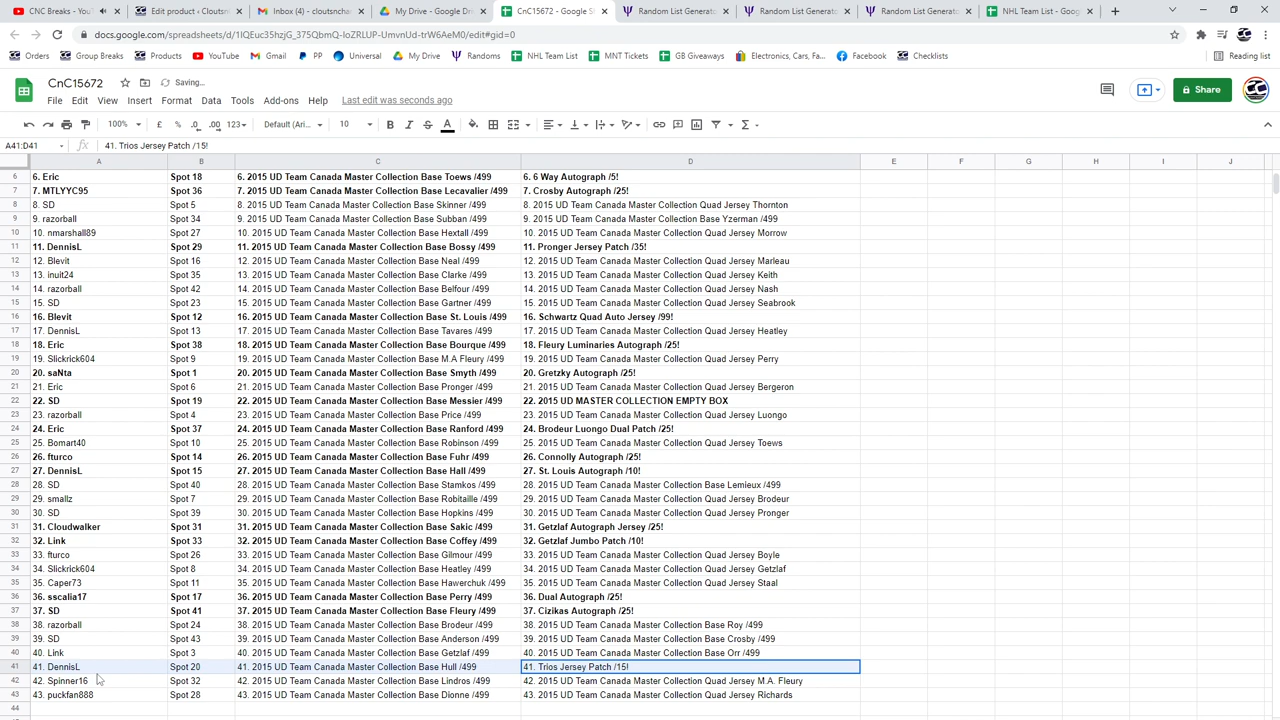 CNC Breaks - You
Edit product ‹ Cloutsn
Inbox (4) - cloutsnchar
My Drive - Google Driv
CnC15672 - Google Sh
Random List Generato
Random List Generato
Random List Generato
NHL Team List - Goog
docs.google.com/spreadsheets/d/1IQEuc35hzjG_375QbmQ-IoZRLUP-UmvnUd-trW6AeM0/edit#gid=0
Orders Group Breaks Products YouTube Gmail PP Universal My Drive Randoms NHL Team MNT Tickets GB Giveaways Electronics, Cars, Fa... Facebook Checklists Reading list
CnC15672 Saving...
File Edit View Insert Format Data Tools Add-ons Help Last edit was seconds ago Share
100% £ % .0 .00 123 Default (Ari... 10 B I S A
A41:D41 41. Trios Jersey Patch /15!
A B C D E F G H I J
6 6. Eric Spot 18 6. 2015 UD Team Canada Master Collection Base Toews /499 6. 6 Way Autograph /5!
7 7. MTLYYC95 Spot 36 7. 2015 UD Team Canada Master Collection Base Lecavalier /499 7. Crosby Autograph /25!
8 8. SD Spot 5 8. 2015 UD Team Canada Master Collection Base Skinner /499 8. 2015 UD Team Canada Master Collection Quad Jersey Thornton
9 9. razorball Spot 34 9. 2015 UD Team Canada Master Collection Base Subban /499 9. 2015 UD Team Canada Master Collection Base Yzerman /499
10 10. nmarshall89 Spot 27 10. 2015 UD Team Canada Master Collection Base Hextall /499 10. 2015 UD Team Canada Master Collection Quad Jersey Morrow
11 11. DennisL Spot 29 11. 2015 UD Team Canada Master Collection Base Bossy /499 11. Pronger Jersey Patch /35!
12 12. Blevit Spot 16 12. 2015 UD Team Canada Master Collection Base Neal /499 12. 2015 UD Team Canada Master Collection Quad Jersey Marleau
13 13. inuit24 Spot 35 13. 2015 UD Team Canada Master Collection Base Clarke /499 13. 2015 UD Team Canada Master Collection Quad Jersey Keith
14 14. razorball Spot 42 14. 2015 UD Team Canada Master Collection Base Belfour /499 14. 2015 UD Team Canada Master Collection Quad Jersey Nash
15 15. SD Spot 23 15. 2015 UD Team Canada Master Collection Base Gartner /499 15. 2015 UD Team Canada Master Collection Quad Jersey Seabrook
16 16. Blevit Spot 12 16. 2015 UD Team Canada Master Collection Base St. Louis /499 16. Schwartz Quad Auto Jersey /99!
17 17. DennisL Spot 13 17. 2015 UD Team Canada Master Collection Base Tavares /499 17. 2015 UD Team Canada Master Collection Quad Jersey Heatley
18 18. Eric Spot 38 18. 2015 UD Team Canada Master Collection Base Bourque /499 18. Fleury Luminaries Autograph /25!
19 19. Slickrick604 Spot 9 19. 2015 UD Team Canada Master Collection Base M.A Fleury /499 19. 2015 UD Team Canada Master Collection Quad Jersey Perry
20 20. saNta Spot 1 20. 2015 UD Team Canada Master Collection Base Smyth /499 20. Gretzky Autograph /25!
21 21. Eric Spot 6 21. 2015 UD Team Canada Master Collection Base Pronger /499 21. 2015 UD Team Canada Master Collection Quad Jersey Bergeron
22 22. SD Spot 19 22. 2015 UD Team Canada Master Collection Base Messier /499 22. 2015 UD MASTER COLLECTION EMPTY BOX
23 23. razorball Spot 4 23. 2015 UD Team Canada Master Collection Base Price /499 23. 2015 UD Team Canada Master Collection Quad Jersey Luongo
24 24. Eric Spot 37 24. 2015 UD Team Canada Master Collection Base Ranford /499 24. Brodeur Luongo Dual Patch /25!
25 25. Bomart40 Spot 10 25. 2015 UD Team Canada Master Collection Base Robinson /499 25. 2015 UD Team Canada Master Collection Quad Jersey Toews
26 26. fturco Spot 14 26. 2015 UD Team Canada Master Collection Base Fuhr /499 26. Connolly Autograph /25!
27 27. DennisL Spot 15 27. 2015 UD Team Canada Master Collection Base Hall /499 27. St. Louis Autograph /10!
28 28. SD Spot 40 28. 2015 UD Team Canada Master Collection Base Stamkos /499 28. 2015 UD Team Canada Master Collection Base Lemieux /499
29 29. smallz Spot 7 29. 2015 UD Team Canada Master Collection Base Robitaille /499 29. 2015 UD Team Canada Master Collection Quad Jersey Brodeur
30 30. SD Spot 39 30. 2015 UD Team Canada Master Collection Base Hopkins /499 30. 2015 UD Team Canada Master Collection Quad Jersey Pronger
31 31. Cloudwalker Spot 31 31. 2015 UD Team Canada Master Collection Base Sakic /499 31. Getzlaf Autograph Jersey /25!
32 32. Link Spot 33 32. 2015 UD Team Canada Master Collection Base Coffey /499 32. Getzlaf Jumbo Patch /10!
33 33. fturco Spot 26 33. 2015 UD Team Canada Master Collection Base Gilmour /499 33. 2015 UD Team Canada Master Collection Quad Jersey Boyle
34 34. Slickrick604 Spot 8 34. 2015 UD Team Canada Master Collection Base Heatley /499 34. 2015 UD Team Canada Master Collection Quad Jersey Getzlaf
35 35. Caper73 Spot 11 35. 2015 UD Team Canada Master Collection Base Hawerchuk /499 35. 2015 UD Team Canada Master Collection Quad Jersey Staal
36 36. sscalia17 Spot 17 36. 2015 UD Team Canada Master Collection Base Perry /499 36. Dual Autograph /25!
37 37. SD Spot 41 37. 2015 UD Team Canada Master Collection Base Fleury /499 37. Cizikas Autograph /25!
38 38. razorball Spot 24 38. 2015 UD Team Canada Master Collection Base Brodeur /499 38. 2015 UD Team Canada Master Collection Base Roy /499
39 39. SD Spot 43 39. 2015 UD Team Canada Master Collection Base Anderson /499 39. 2015 UD Team Canada Master Collection Base Crosby /499
40 40. Link Spot 3 40. 2015 UD Team Canada Master Collection Base Getzlaf /499 40. 2015 UD Team Canada Master Collection Base Orr /499
41 41. DennisL Spot 20 41. 2015 UD Team Canada Master Collection Base Hull /499 41. Trios Jersey Patch /15!
42 42. Spinner16 Spot 32 42. 2015 UD Team Canada Master Collection Base Lindros /499 42. 2015 UD Team Canada Master Collection Quad Jersey M.A. Fleury
43 43. puckfan888 Spot 28 43. 2015 UD Team Canada Master Collection Base Dionne /499 43. 2015 UD Team Canada Master Collection Quad Jersey Richards
44